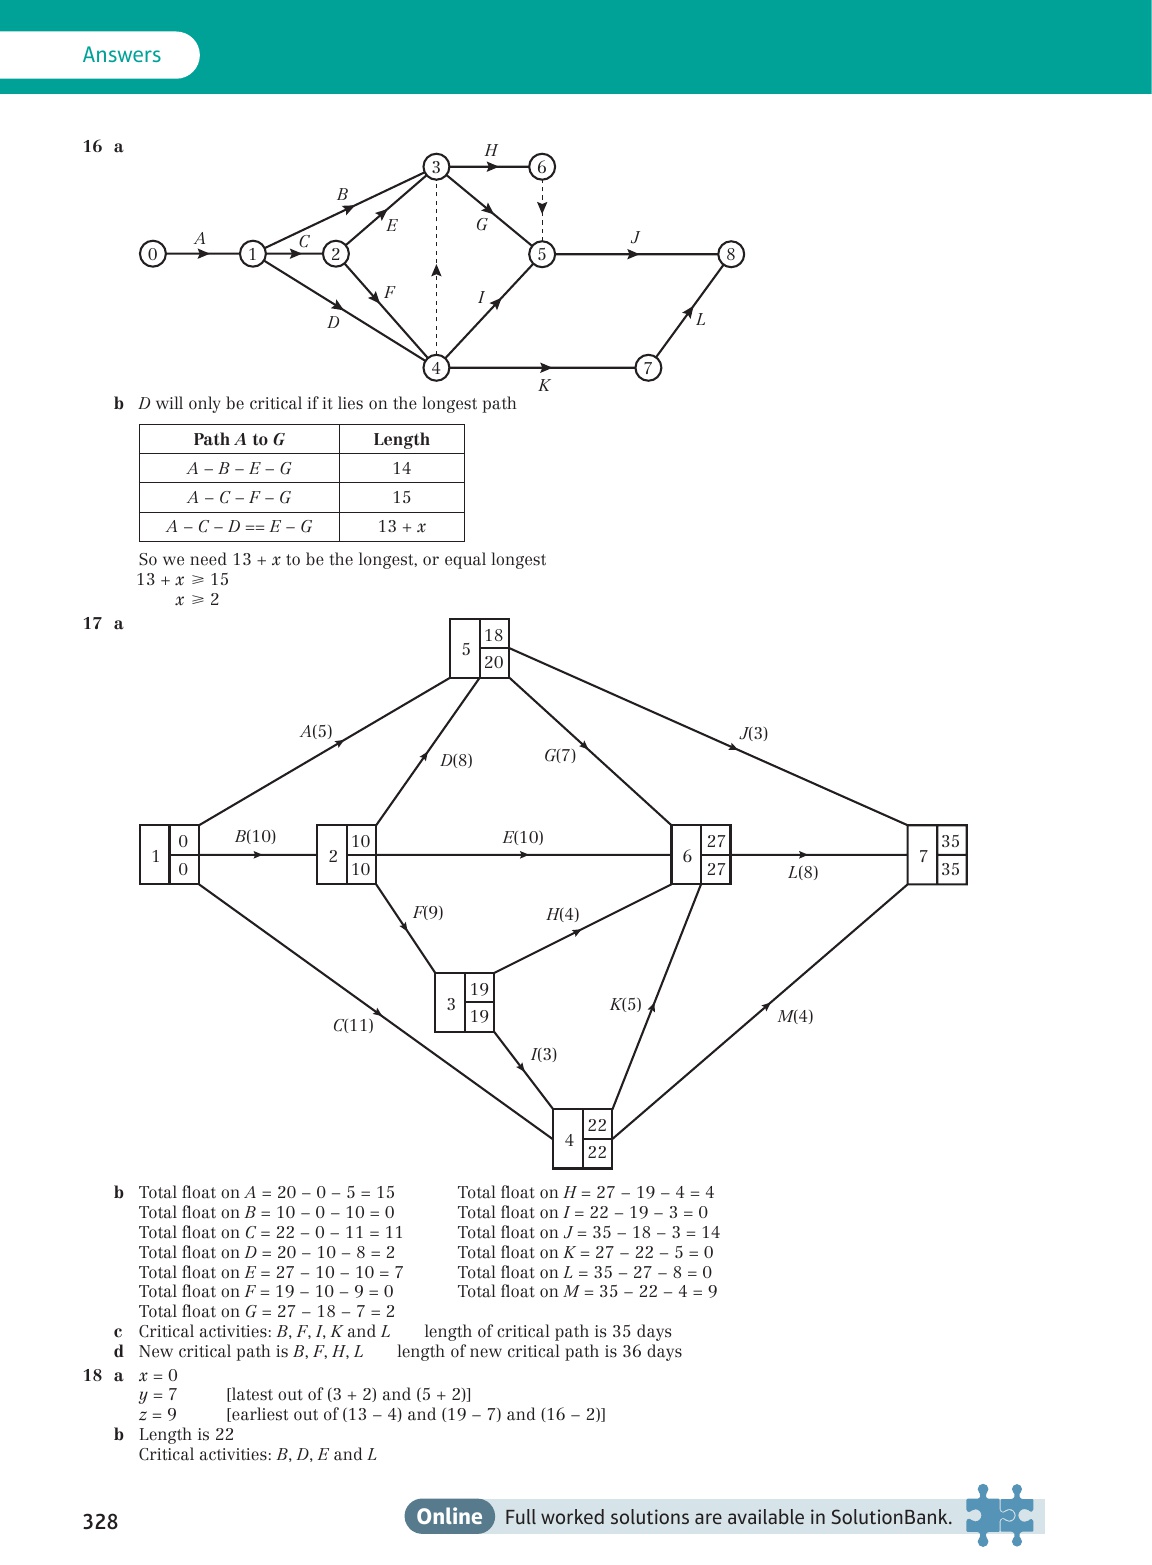 Answers
16 a
H
3
6
B
E
G
A
C
J
0
1
2
5
8
F
I
D
L
4
7
K
b D will only be critical if it lies on the longest path
Path A to G Length
A – B – E – G 14
A – C – F – G 15
A – C – D == E – G 13 + x
So we need 13 + x to be the longest, or equal longest
13 + x ⩾ 15
x ⩾ 2
17 a
5 18
20
A(5)
J(3)
D(8)
G(7)
B(10)
E(10)
1 0
0
2 10
10
6 27
27
7 35
35
L(8)
F(9)
H(4)
3 19
19
K(5)
M(4)
C(11)
I(3)
4 22
22
b Total float on A = 20 – 0 – 5 = 15 Total float on H = 27 – 19 – 4 = 4
Total float on B = 10 – 0 – 10 = 0 Total float on I = 22 – 19 – 3 = 0
Total float on C = 22 – 0 – 11 = 11 Total float on J = 35 – 18 – 3 = 14
Total float on D = 20 – 10 – 8 = 2 Total float on K = 27 – 22 – 5 = 0
Total float on E = 27 – 10 – 10 = 7 Total float on L = 35 – 27 – 8 = 0
Total float on F = 19 – 10 – 9 = 0 Total float on M = 35 – 22 – 4 = 9
Total float on G = 27 – 18 – 7 = 2
c Critical activities: B, F, I, K and L length of critical path is 35 days
d New critical path is B, F, H, L length of new critical path is 36 days
18 a x = 0
y = 7 [latest out of (3 + 2) and (5 + 2)]
z = 9 [earliest out of (13 – 4) and (19 – 7) and (16 – 2)]
b Length is 22
Critical activities: B, D, E and L
328
Online Full worked solutions are available in SolutionBank.